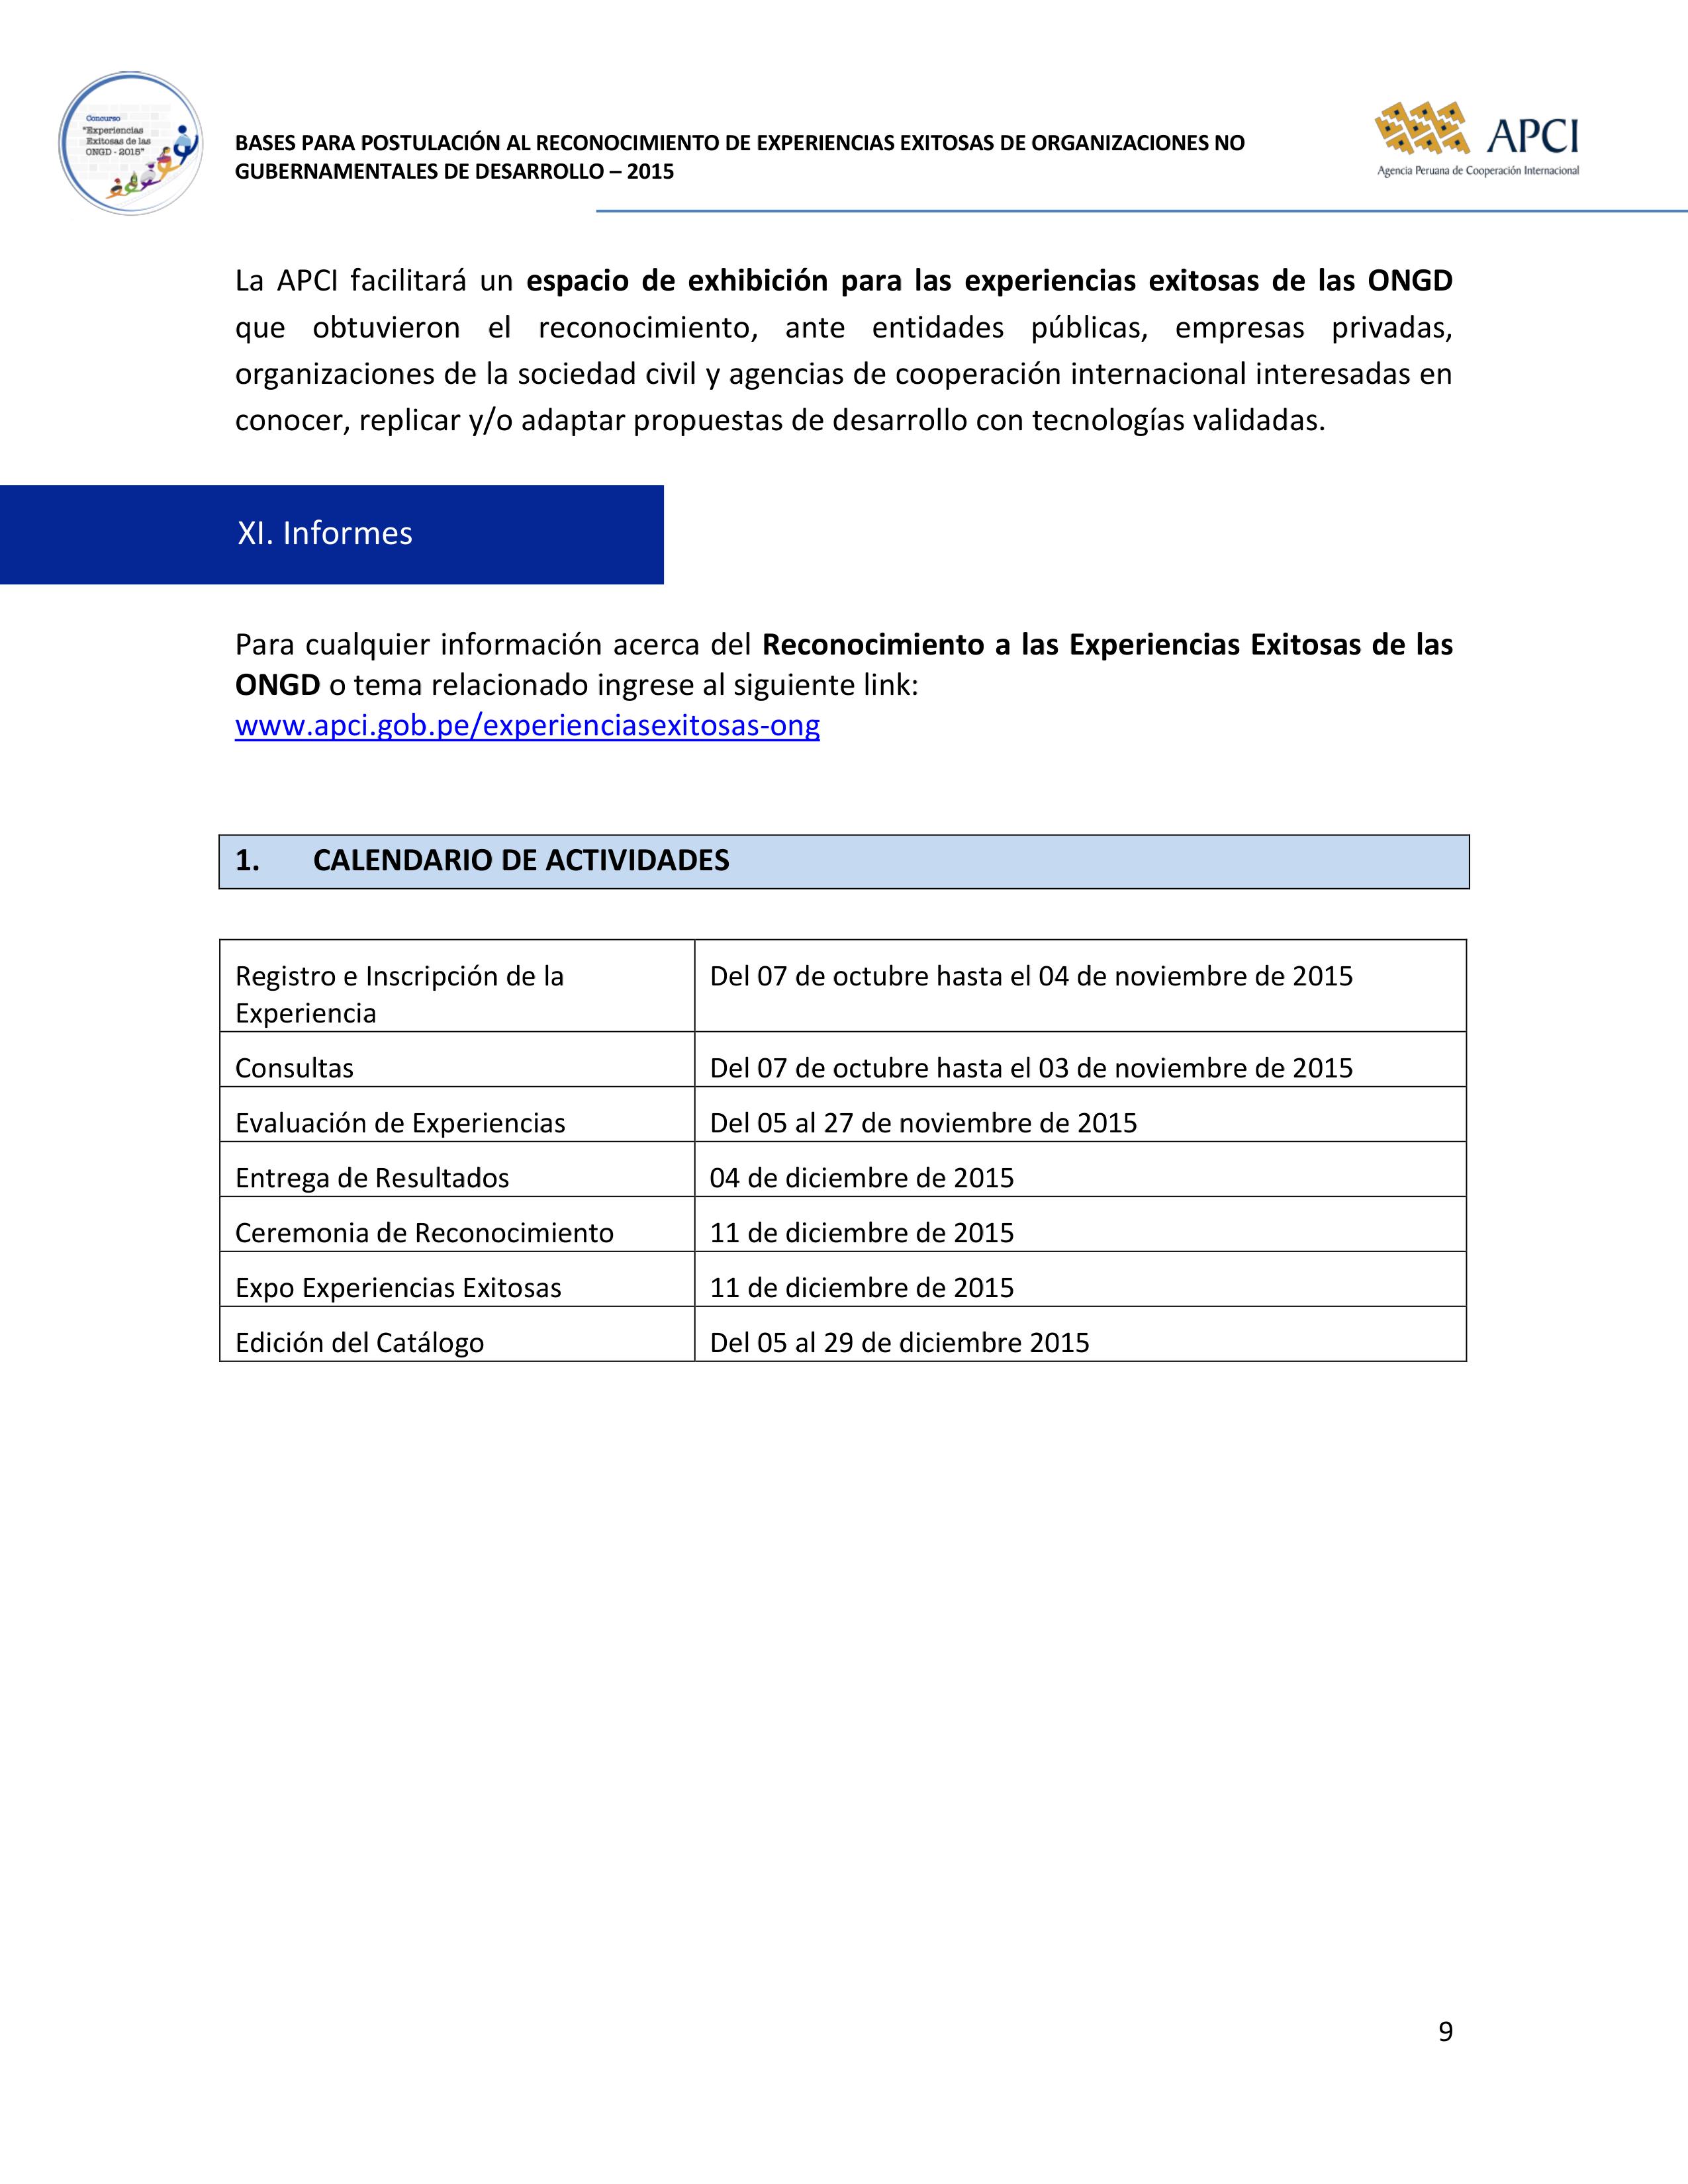 Concurso
"Experiencias
Exitosas de las
ONGD - 2015"
BASES PARA POSTULACIÓN AL RECONOCIMIENTO DE EXPERIENCIAS EXITOSAS DE ORGANIZACIONES NO
GUBERNAMENTALES DE DESARROLLO – 2015
APCI
Agencia Peruana de Cooperación Internacional
La APCI facilitará un espacio de exhibición para las experiencias exitosas de las ONGD
que obtuvieron el reconocimiento, ante entidades públicas, empresas privadas,
organizaciones de la sociedad civil y agencias de cooperación internacional interesadas en
conocer, replicar y/o adaptar propuestas de desarrollo con tecnologías validadas.
XI. Informes
Para cualquier información acerca del Reconocimiento a las Experiencias Exitosas de las
ONGD o tema relacionado ingrese al siguiente link:
www.apci.gob.pe/experienciasexitosas-ong
1. CALENDARIO DE ACTIVIDADES
Registro e Inscripción de la
Experiencia
Del 07 de octubre hasta el 04 de noviembre de 2015
Consultas
Del 07 de octubre hasta el 03 de noviembre de 2015
Evaluación de Experiencias
Del 05 al 27 de noviembre de 2015
Entrega de Resultados
04 de diciembre de 2015
Ceremonia de Reconocimiento
11 de diciembre de 2015
Expo Experiencias Exitosas
11 de diciembre de 2015
Edición del Catálogo
Del 05 al 29 de diciembre 2015
9